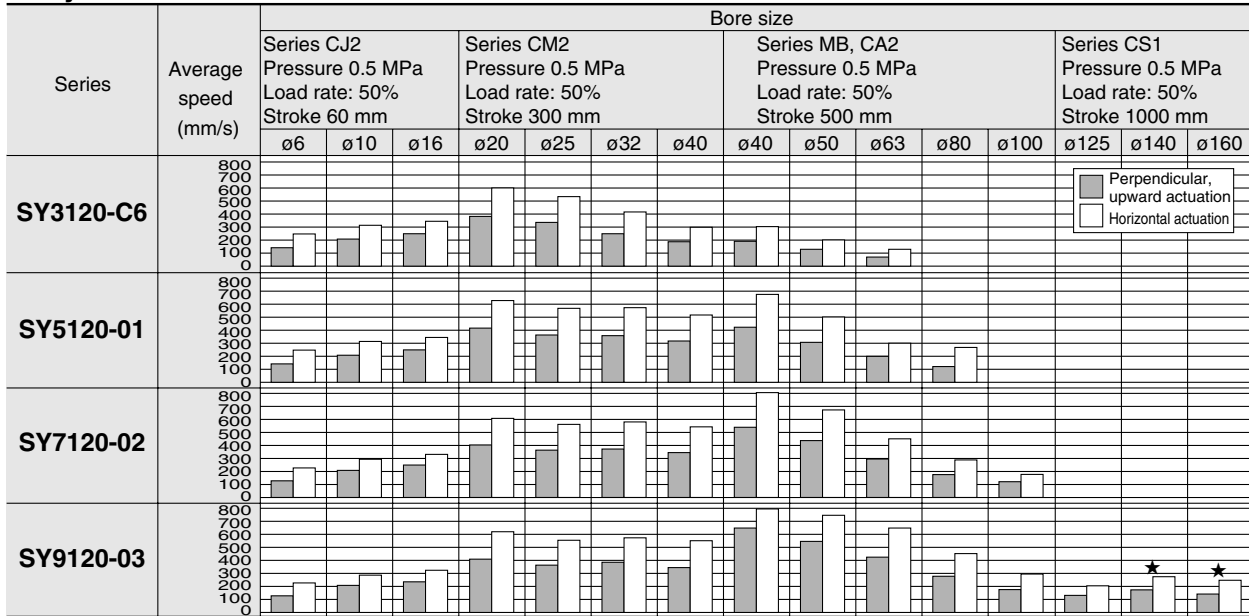 Bore size
Series
Average
speed
(mm/s)
Series CJ2
Pressure 0.5 MPa
Load rate: 50%
Stroke 60 mm
Series CM2
Pressure 0.5 MPa
Load rate: 50%
Stroke 300 mm
Series MB, CA2
Pressure 0.5 MPa
Load rate: 50%
Stroke 500 mm
Series CS1
Pressure 0.5 MPa
Load rate: 50%
Stroke 1000 mm
ø6 ø10 ø16 ø20 ø25 ø32 ø40 ø40 ø50 ø63 ø80 ø100 ø125 ø140 ø160
SY3120-C6
800
700
600
500
400
300
200
100
0
Perpendicular,
upward actuation
Horizontal actuation
SY5120-01
800
700
600
500
400
300
200
100
0
SY7120-02
800
700
600
500
400
300
200
100
0
SY9120-03
800
700
600
500
400
300
200
100
0
★ ★